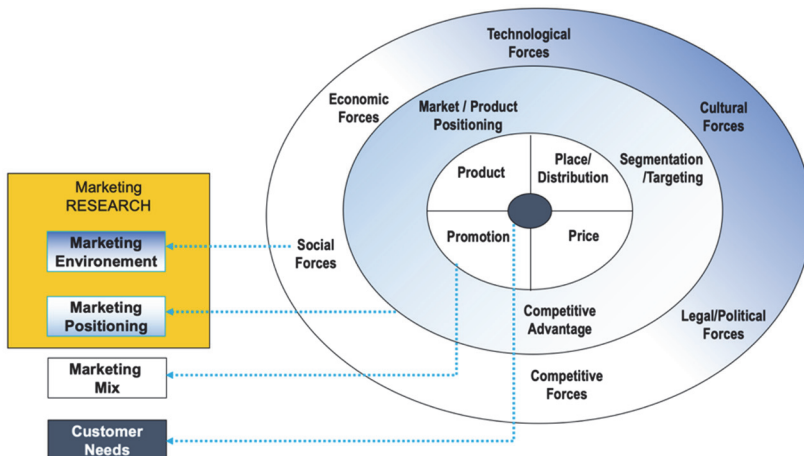 Technological
Forces
Economic
Forces
Market / Product
Positioning
Cultural
Forces
Product
Place/
Distribution
Segmentation
/Targeting
Marketing
RESEARCH
Marketing
Environement
Social
Forces
Promotion
Price
Marketing
Positioning
Competitive
Advantage
Legal/Political
Forces
Marketing
Mix
Competitive
Forces
Customer
Needs